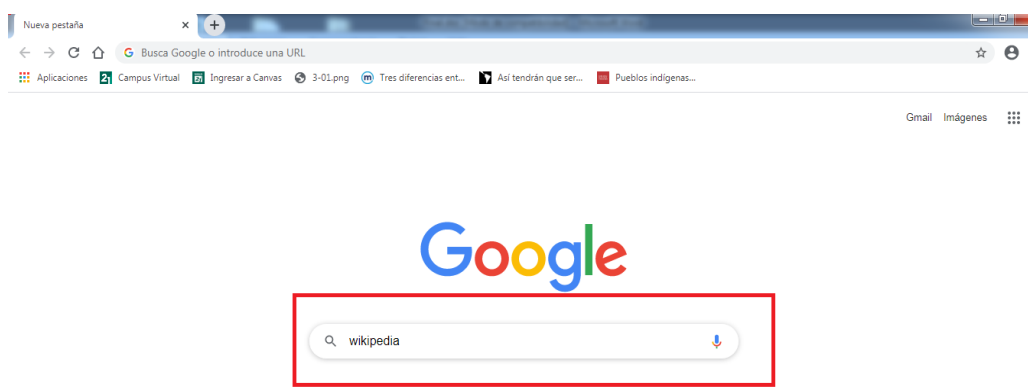 Nueva pestaña
Busca Google o introduce una URL
Aplicaciones Campus Virtual Ingresar a Canvas 3-01.png Tres diferencias ent... Así tendrán que ser... Pueblos indígenas...
Gmail Imágenes
Google
wikipedia